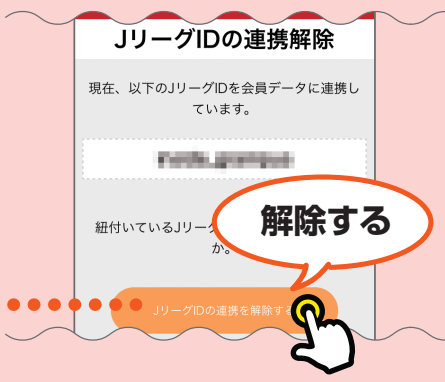 JリーグIDの連携解除
現在、以下のJリーグIDを会員データに連携し
ています。
紐付いているJリーグ
か。
解除する
JリーグIDの連携を解除する